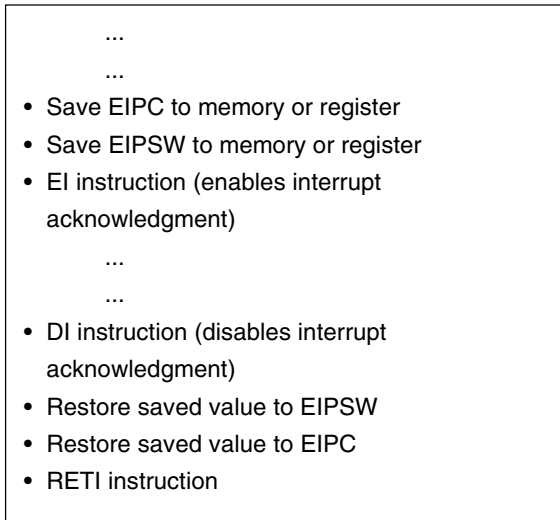 ...
...
• Save EIPC to memory or register
• Save EIPSW to memory or register
• EI instruction (enables interrupt
acknowledgment)
...
...
• DI instruction (disables interrupt
acknowledgment)
• Restore saved value to EIPSW
• Restore saved value to EIPC
• RETI instruction